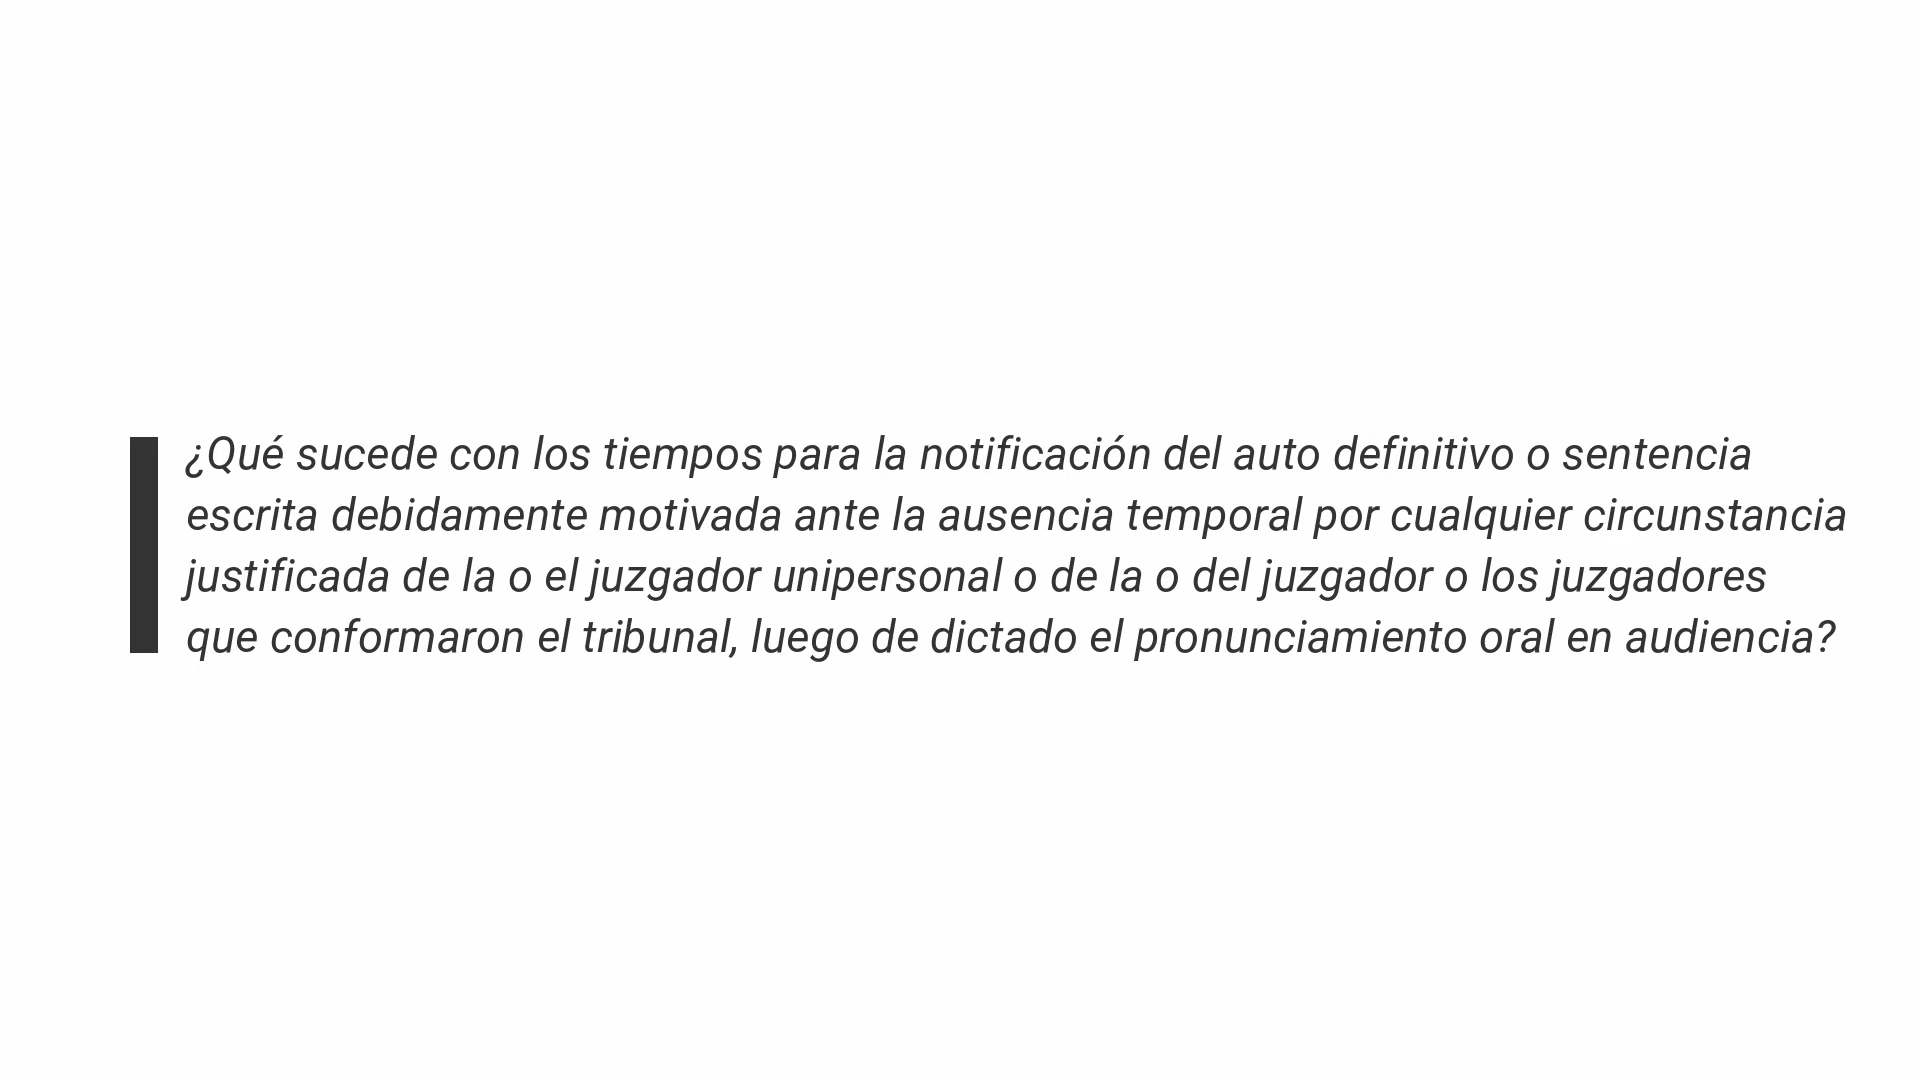 ¿Qué sucede con los tiempos para la notificación del auto definitivo o sentencia
escrita debidamente motivada ante la ausencia temporal por cualquier circunstancia
justificada de la o el juzgador unipersonal o de la o del juzgador o los juzgadores
que conformaron el tribunal, luego de dictado el pronunciamiento oral en audiencia?